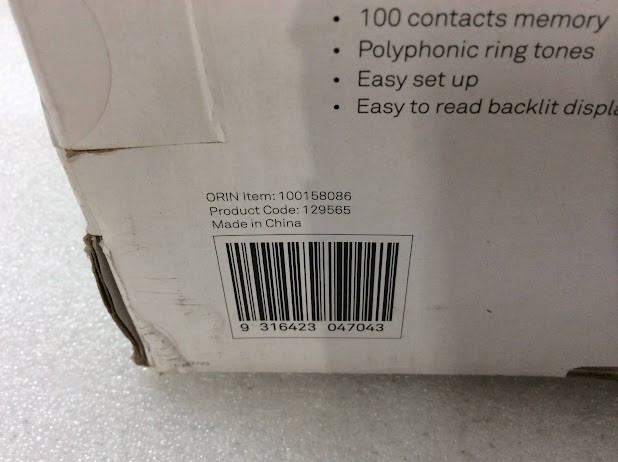 • 100 contacts memory
• Polyphonic ring tones
• Easy set up
• Easy to read backlit displa
ORIN Item: 100158086
Product Code: 129565
Made in China
9 316423 047043